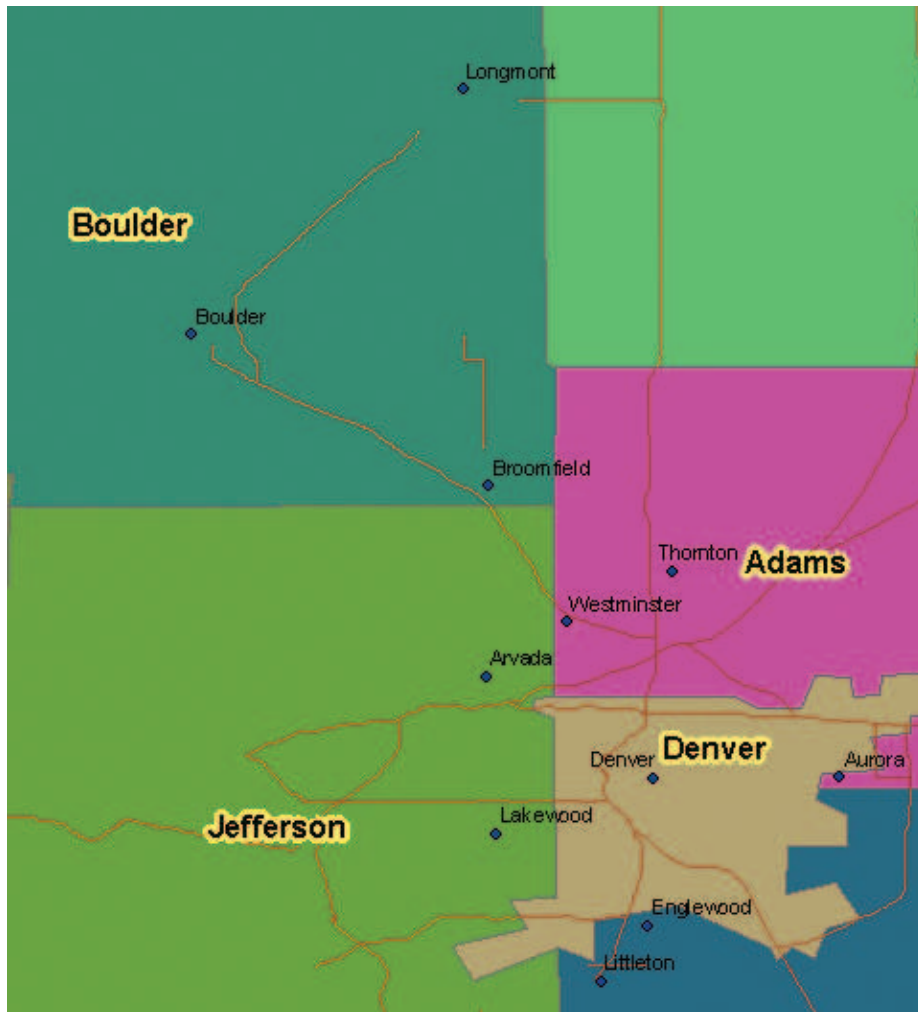 Longmont
Boulder
Boulder
Broomfield
Thornton
Adams
Westminster
Arvada
Denver
Denver
Aurora
Lakewood
Jefferson
Englewood
Littleton